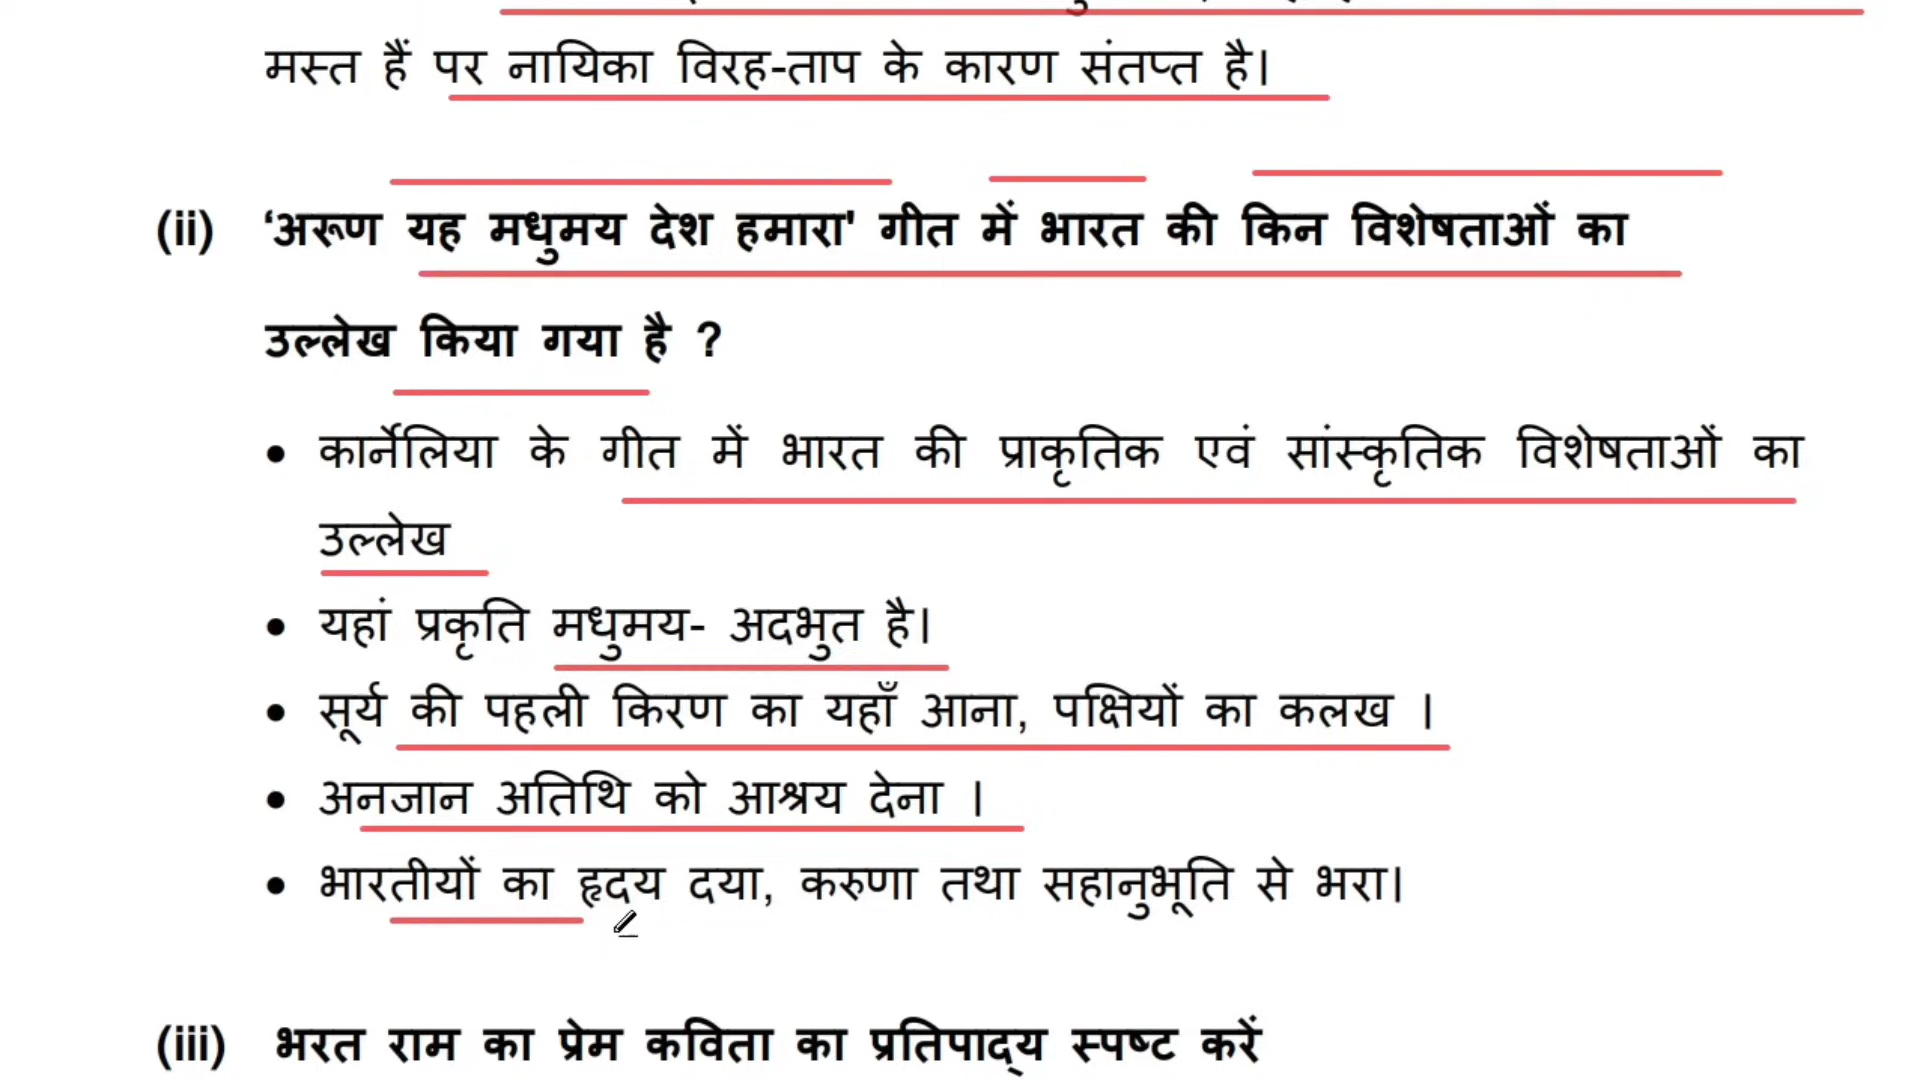 मस्त हैं पर नायिका विरह-ताप के कारण संतप्त है।
(ii) ‘अरूण यह मधुमय देश हमारा' गीत में भारत की किन विशेषताओं का
उल्लेख किया गया है ?
• कार्नेलिया के गीत में भारत की प्राकृतिक एवं सांस्कृतिक विशेषताओं का
उल्लेख
• यहां प्रकृति मधुमय- अदभुत है।
• सूर्य की पहली किरण का यहाँ आना, पक्षियों का कलख ।
• अनजान अतिथि को आश्रय देना ।
• भारतीयों का हृदय दया, करुणा तथा सहानुभूति से भरा।
(iii) भरत राम का प्रेम कविता का प्रतिपाद्य स्पष्ट करें